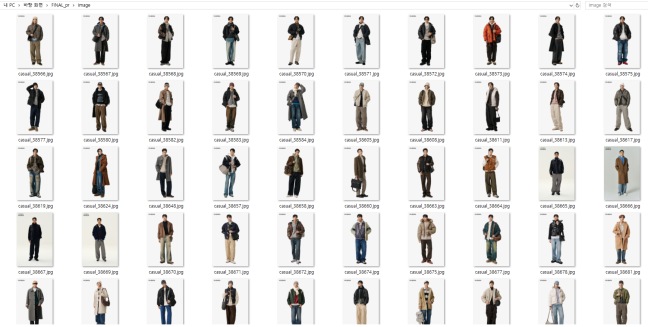 내 PC > 바탕 화면 > FINAL_pr > image
image 검색
casual_38566.jpg casual_38567.jpg casual_38568.jpg casual_38569.jpg casual_38570.jpg casual_38571.jpg casual_38572.jpg casual_38573.jpg casual_38574.jpg casual_38575.jpg
casual_38577.jpg casual_38580.jpg casual_38582.jpg casual_38583.jpg casual_38584.jpg casual_38605.jpg casual_38608.jpg casual_38611.jpg casual_38613.jpg casual_38617.jpg
casual_38619.jpg casual_38624.jpg casual_38648.jpg casual_38657.jpg casual_38658.jpg casual_38660.jpg casual_38663.jpg casual_38664.jpg casual_38665.jpg casual_38666.jpg
casual_38667.jpg casual_38669.jpg casual_38670.jpg casual_38671.jpg casual_38672.jpg casual_38674.jpg casual_38675.jpg casual_38677.jpg casual_38678.jpg casual_38681.jpg